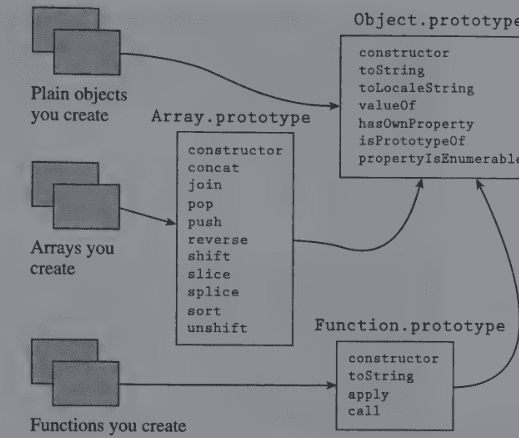 Object.prototype
constructor
toString
toLocaleString
valueOf
hasOwnProperty
isPrototypeOf
propertyIsEnumerable
Plain objects
you create
Array.prototype
constructor
concat
join
pop
push
reverse
shift
slice
splice
sort
unshift
Arrays you
create
Function.prototype
constructor
toString
apply
call
Functions you create